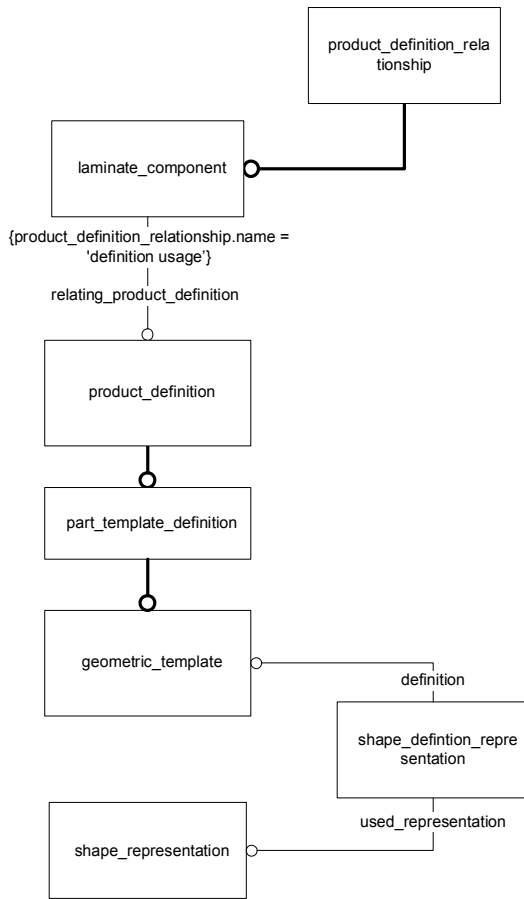 product_definition_rela
tionship
laminate_component
{product_definition_relationship.name =
'definition usage'}
relating_product_definition
product_definition
part_template_definition
geometric_template
definition
shape_defintion_repre
sentation
used_representation
shape_representation